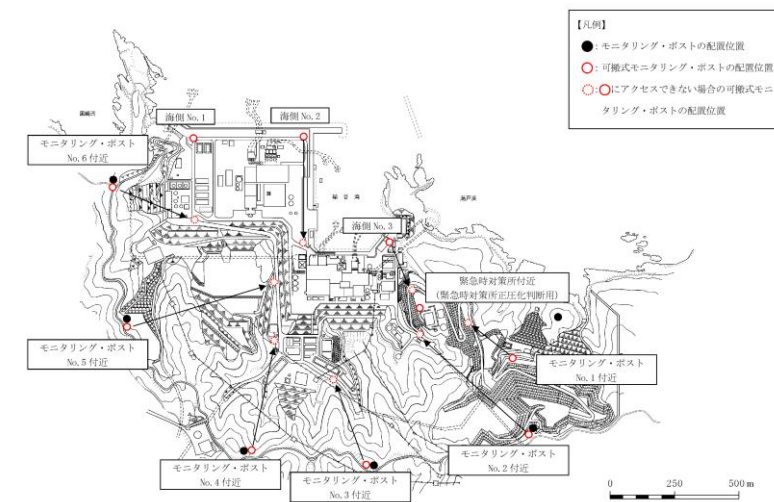 【凡例】
●: モニタリング・ポストの配置位置
○: 可搬式モニタリング・ポストの配置位置
◌: ○にアクセスできない場合の可搬式モニ
タリング・ポストの配置位置
海側 No.1
海側 No.2
モニタリング・ポスト
No.6 付近
海側 No.3
緊急時対策所付近
(緊急時対策所正圧化判断用)
モニタリング・ポスト
No.5 付近
モニタリング・ポスト
No.1 付近
モニタリング・ポスト
No.4 付近
モニタリング・ポスト
No.3 付近
モニタリング・ポスト
No.2 付近
0 250 500 m